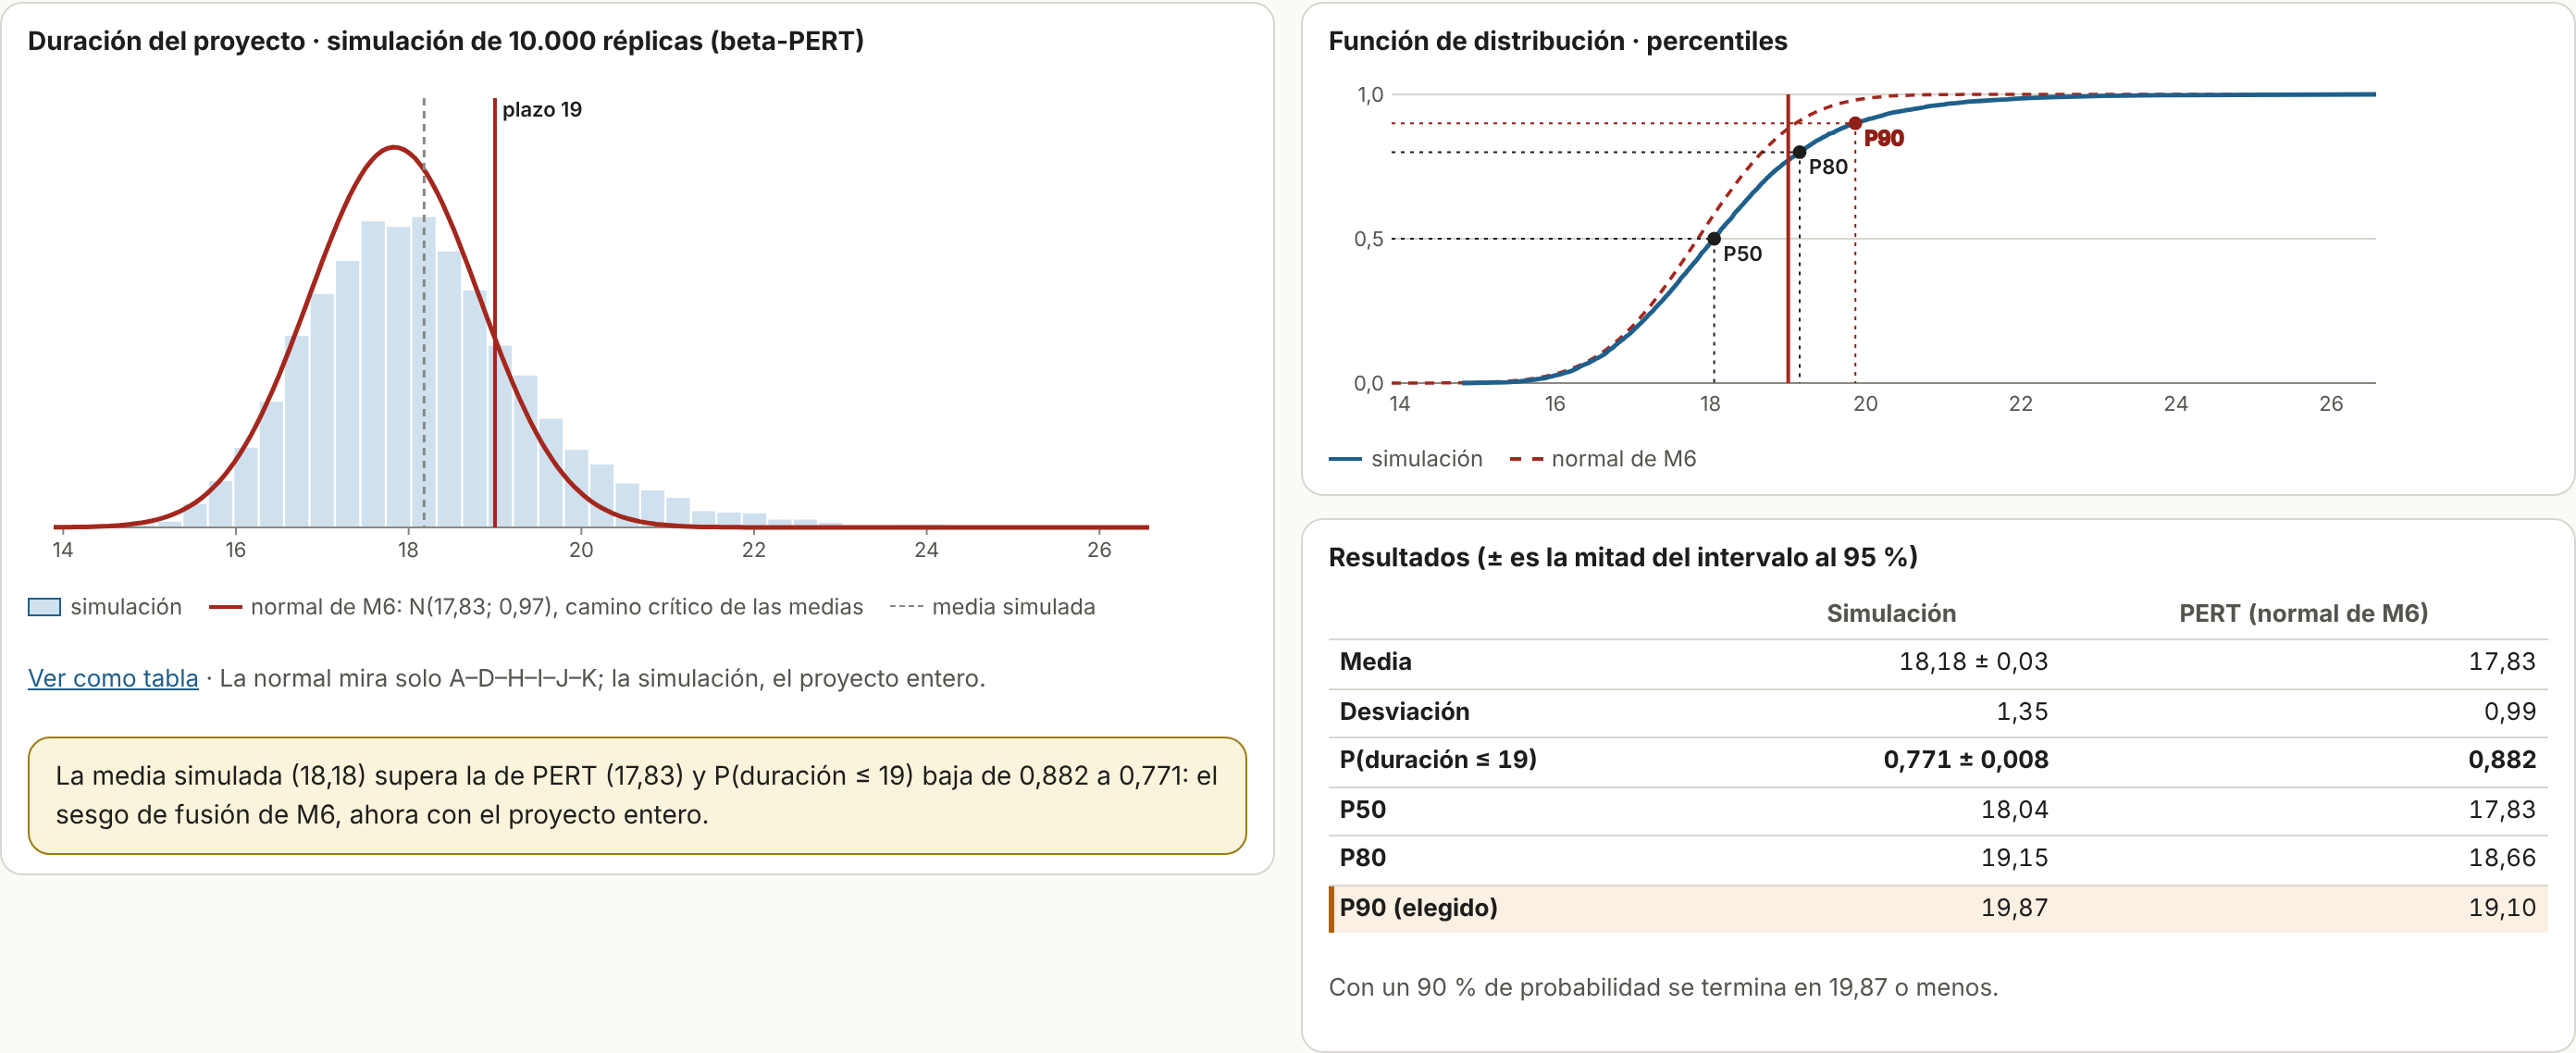 Duración del proyecto · simulación de 10.000 réplicas (beta-PERT)
plazo 19
14 16 18 20 22 24 26
simulación normal de M6: N(17,83; 0,97), camino crítico de las medias media simulada
Ver como tabla · La normal mira solo A–D–H–I–J–K; la simulación, el proyecto entero.
La media simulada (18,18) supera la de PERT (17,83) y P(duración ≤ 19) baja de 0,882 a 0,771: el
sesgo de fusión de M6, ahora con el proyecto entero.
Función de distribución · percentiles
1,0
P90
P80
0,5
P50
0,0
14 16 18 20 22 24 26
simulación normal de M6
Resultados (± es la mitad del intervalo al 95 %)
Simulación PERT (normal de M6)
Media 18,18 ± 0,03 17,83
Desviación 1,35 0,99
P(duración ≤ 19) 0,771 ± 0,008 0,882
P50 18,04 17,83
P80 19,15 18,66
P90 (elegido) 19,87 19,10
Con un 90 % de probabilidad se termina en 19,87 o menos.